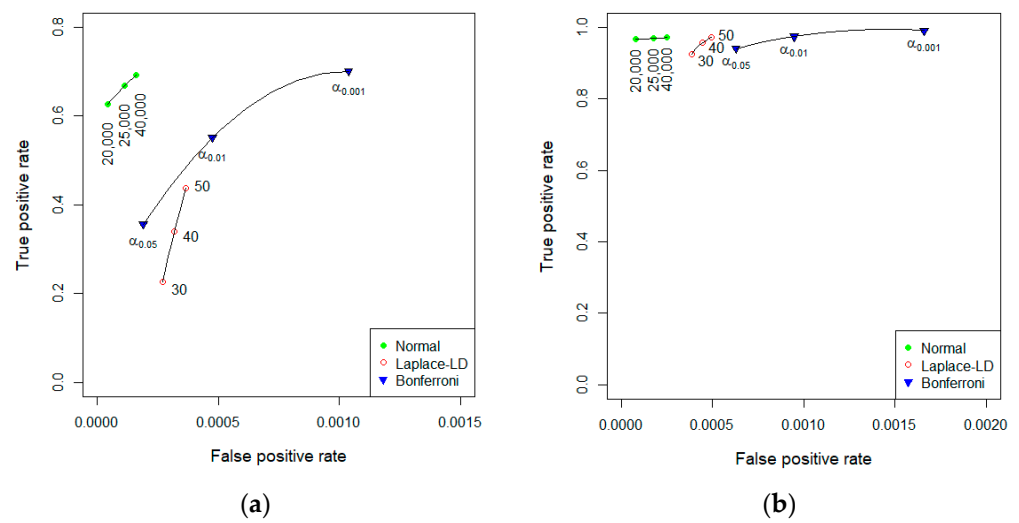 True positive rate
0.8
0.6
0.4
0.2
0.0
20,000
25,000
40,000
α0.001
α0.01
α0.05
50
40
30
Normal
Laplace-LD
Bonferroni
0.0000 0.0005 0.0010 0.0015
False positive rate
(a)
True positive rate
1.0
0.8
0.6
0.4
0.2
0.0
20,000
25,000
40,000
50
40
30
α0.05
α0.01
α0.001
Normal
Laplace-LD
Bonferroni
0.0000 0.0005 0.0010 0.0015 0.0020
False positive rate
(b)